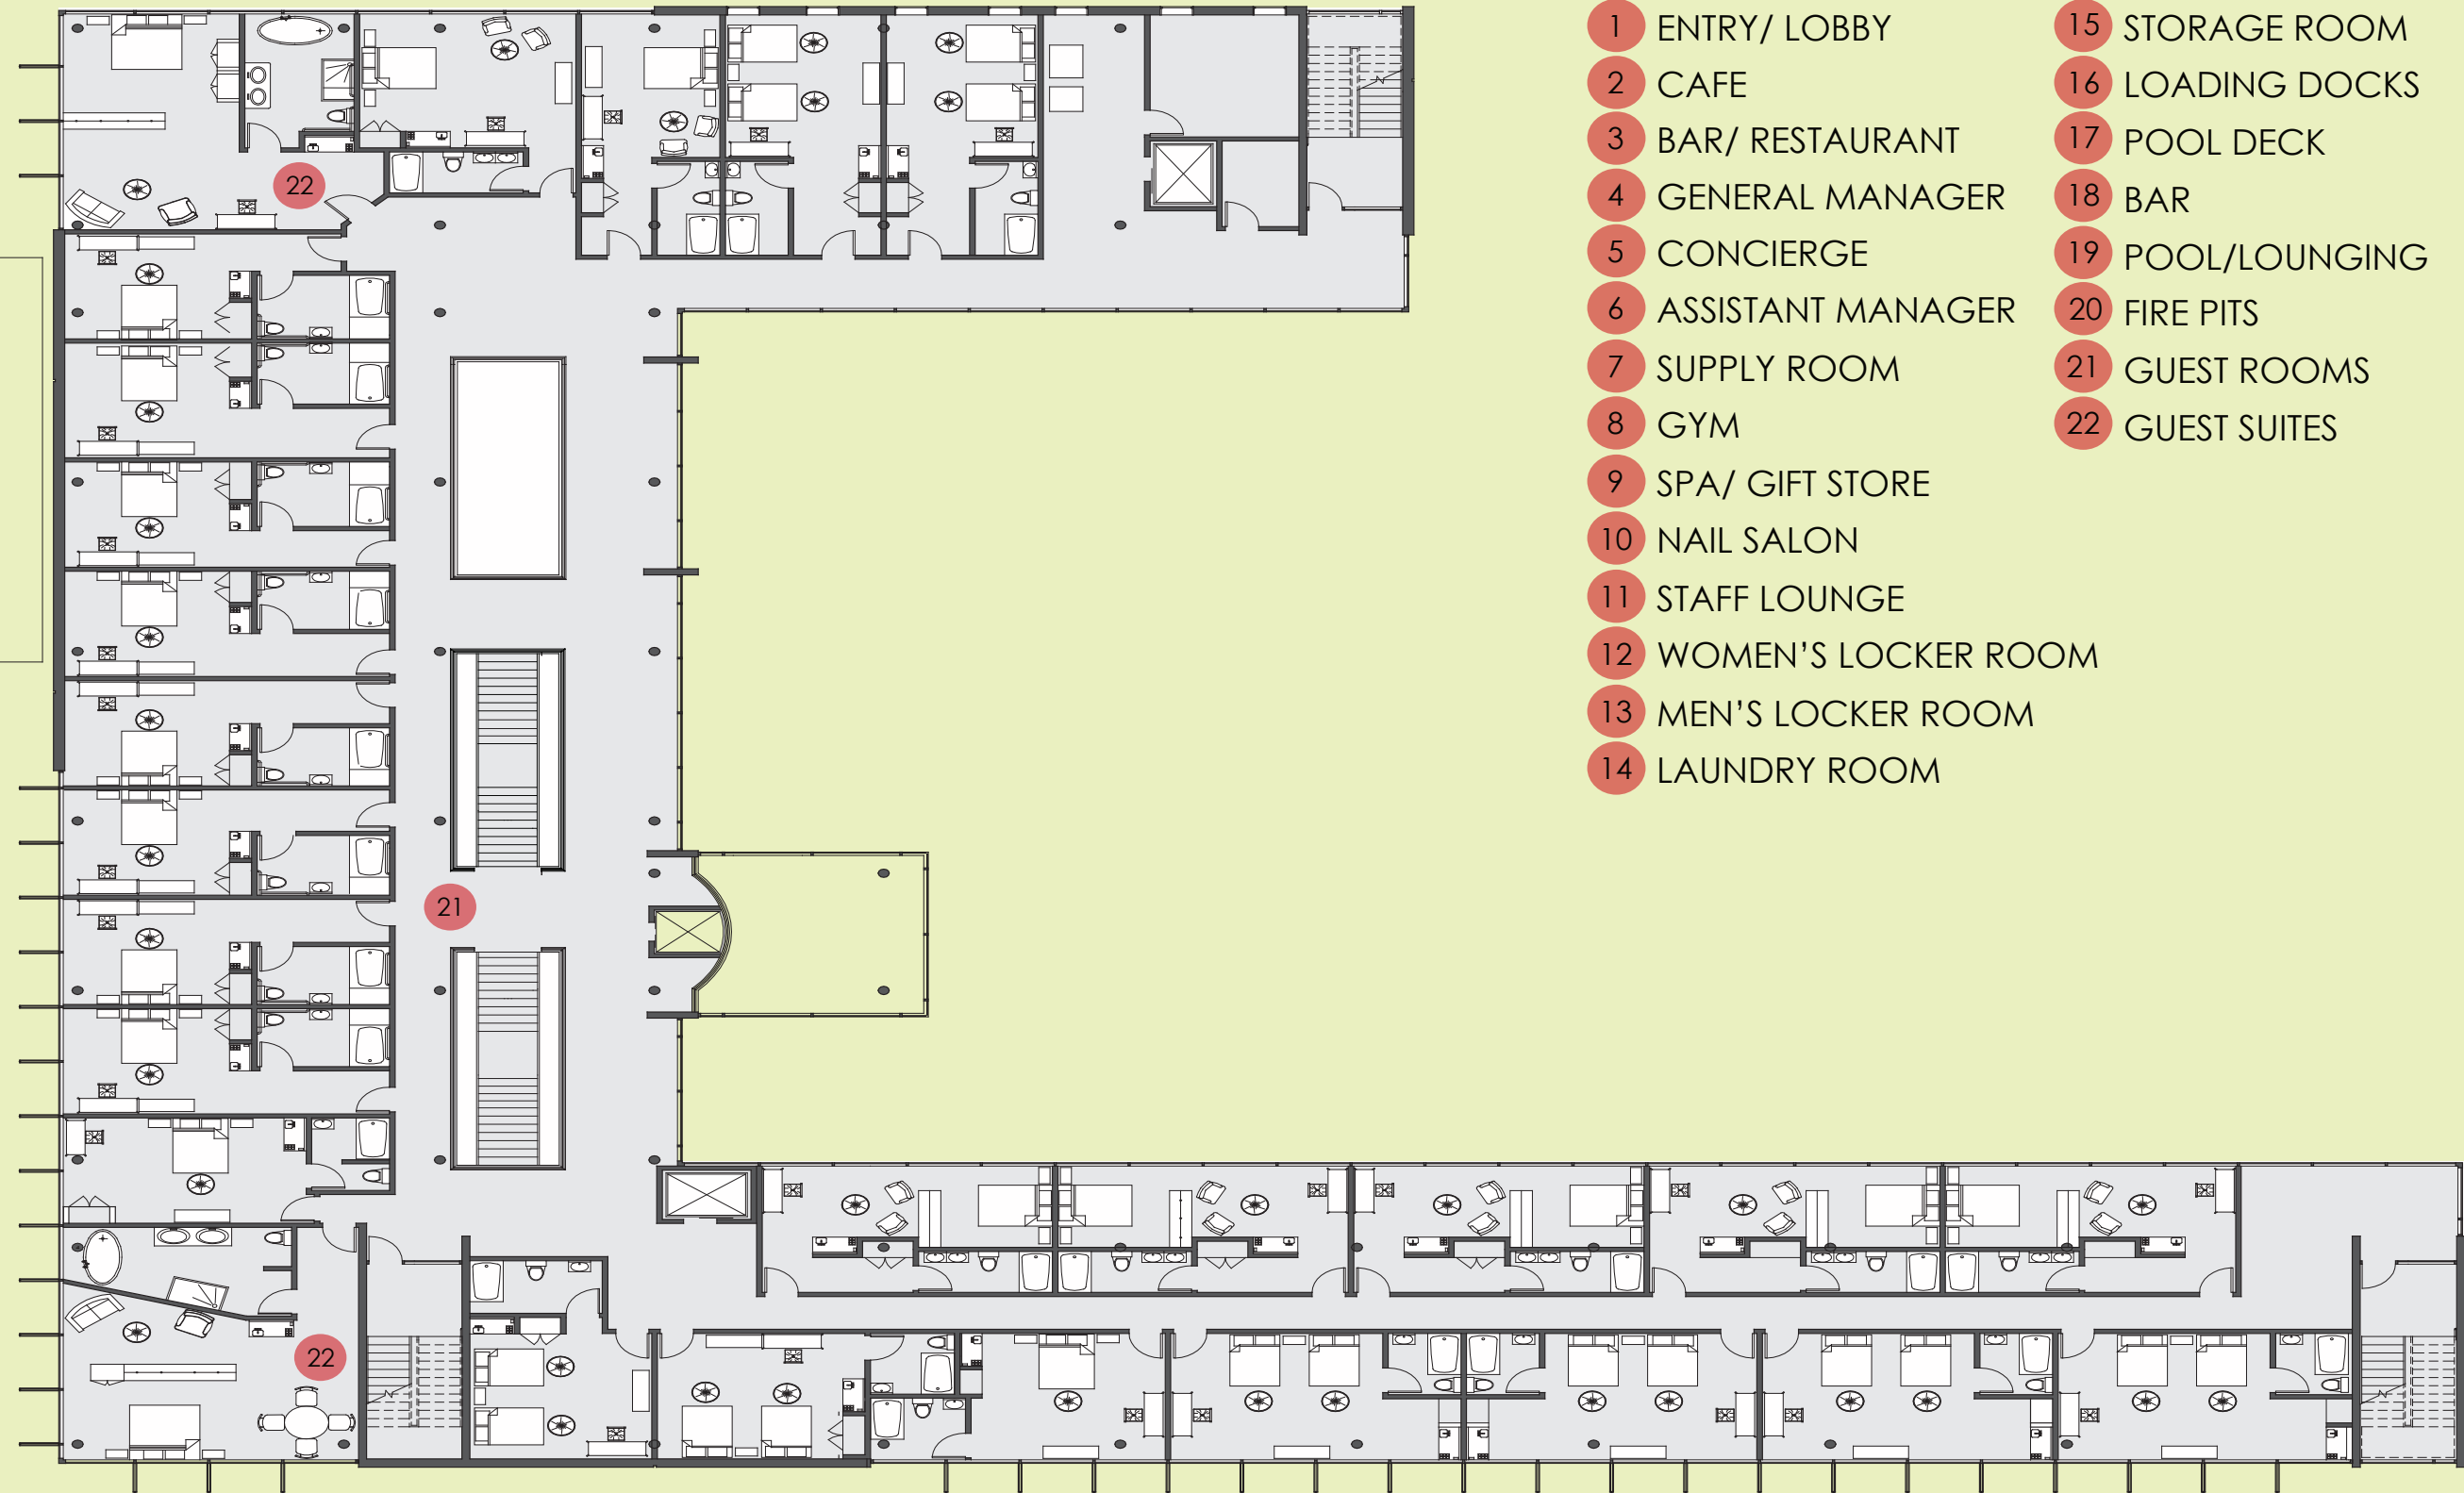 1 ENTRY/ LOBBY
2 CAFE
3 BAR/ RESTAURANT
4 GENERAL MANAGER
5 CONCIERGE
6 ASSISTANT MANAGER
7 SUPPLY ROOM
8 GYM
9 SPA/ GIFT STORE
10 NAIL SALON
11 STAFF LOUNGE
12 WOMEN'S LOCKER ROOM
13 MEN'S LOCKER ROOM
14 LAUNDRY ROOM
15 STORAGE ROOM
16 LOADING DOCKS
17 POOL DECK
18 BAR
19 POOL/LOUNGING
20 FIRE PITS
21 GUEST ROOMS
22 GUEST SUITES
22
21
22